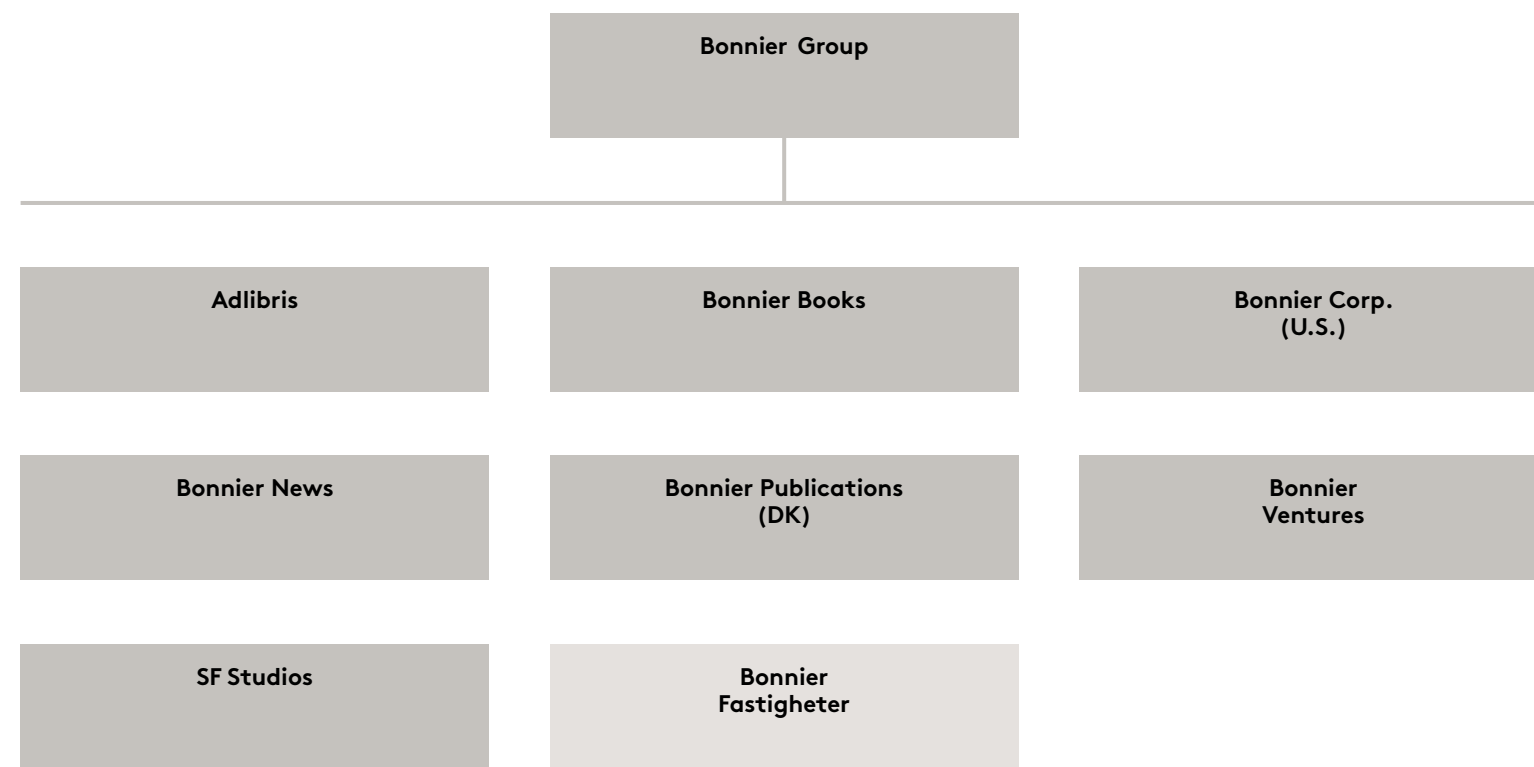 Bonnier Group
Adlibris
Bonnier Books
Bonnier Corp.
(U.S.)
Bonnier News
Bonnier Publications
(DK)
Bonnier
Ventures
SF Studios
Bonnier
Fastigheter